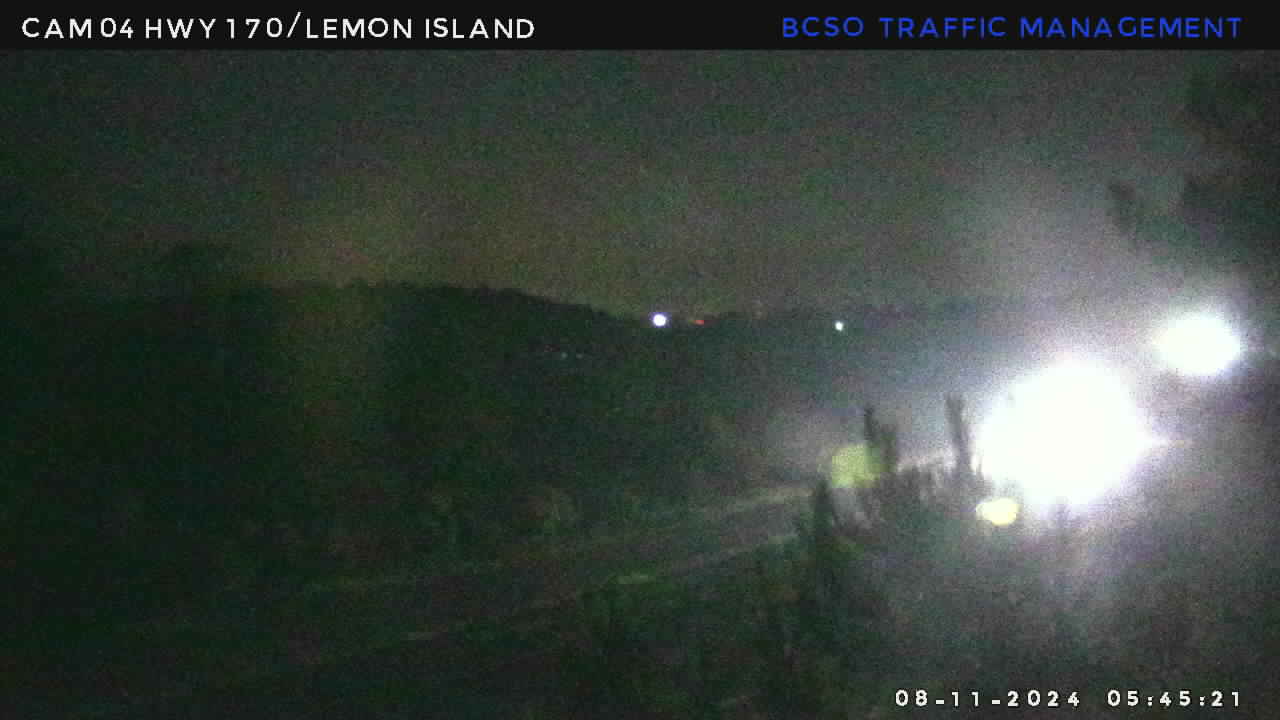 CAM04 HWY 170/LEMON ISLAND
BCSO TRAFFIC MANAGEMENT
08-11-2024 05:45:21